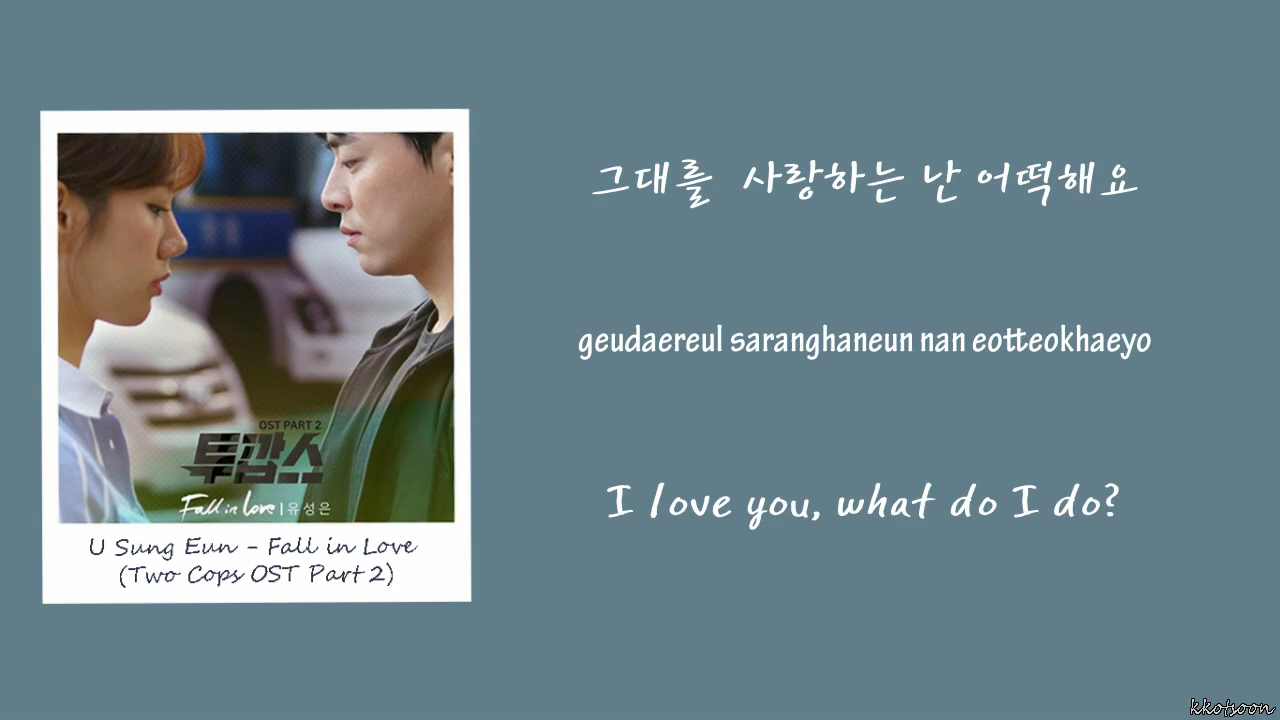 그대를 사랑하는 난 어떡해요
geudaereul saranghaneun nan eotteokhaeyo
I love you, what do I do?
OST PART 2
투깝스
Fall in Love | 유성은
U Sung Eun - Fall in Love
(Two Cops OST Part 2)
kkotsoon